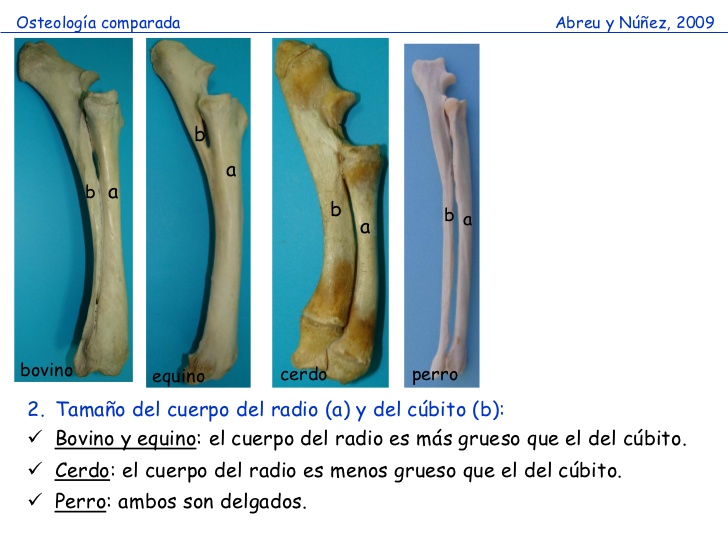 Osteología comparada
Abreu y Núñez, 2009
b
a
b a
b
a
b a
bovino
equino
cerdo
perro
2. Tamaño del cuerpo del radio (a) y del cúbito (b):
✓ Bovino y equino: el cuerpo del radio es más grueso que el del cúbito.
✓ Cerdo: el cuerpo del radio es menos grueso que el del cúbito.
✓ Perro: ambos son delgados.